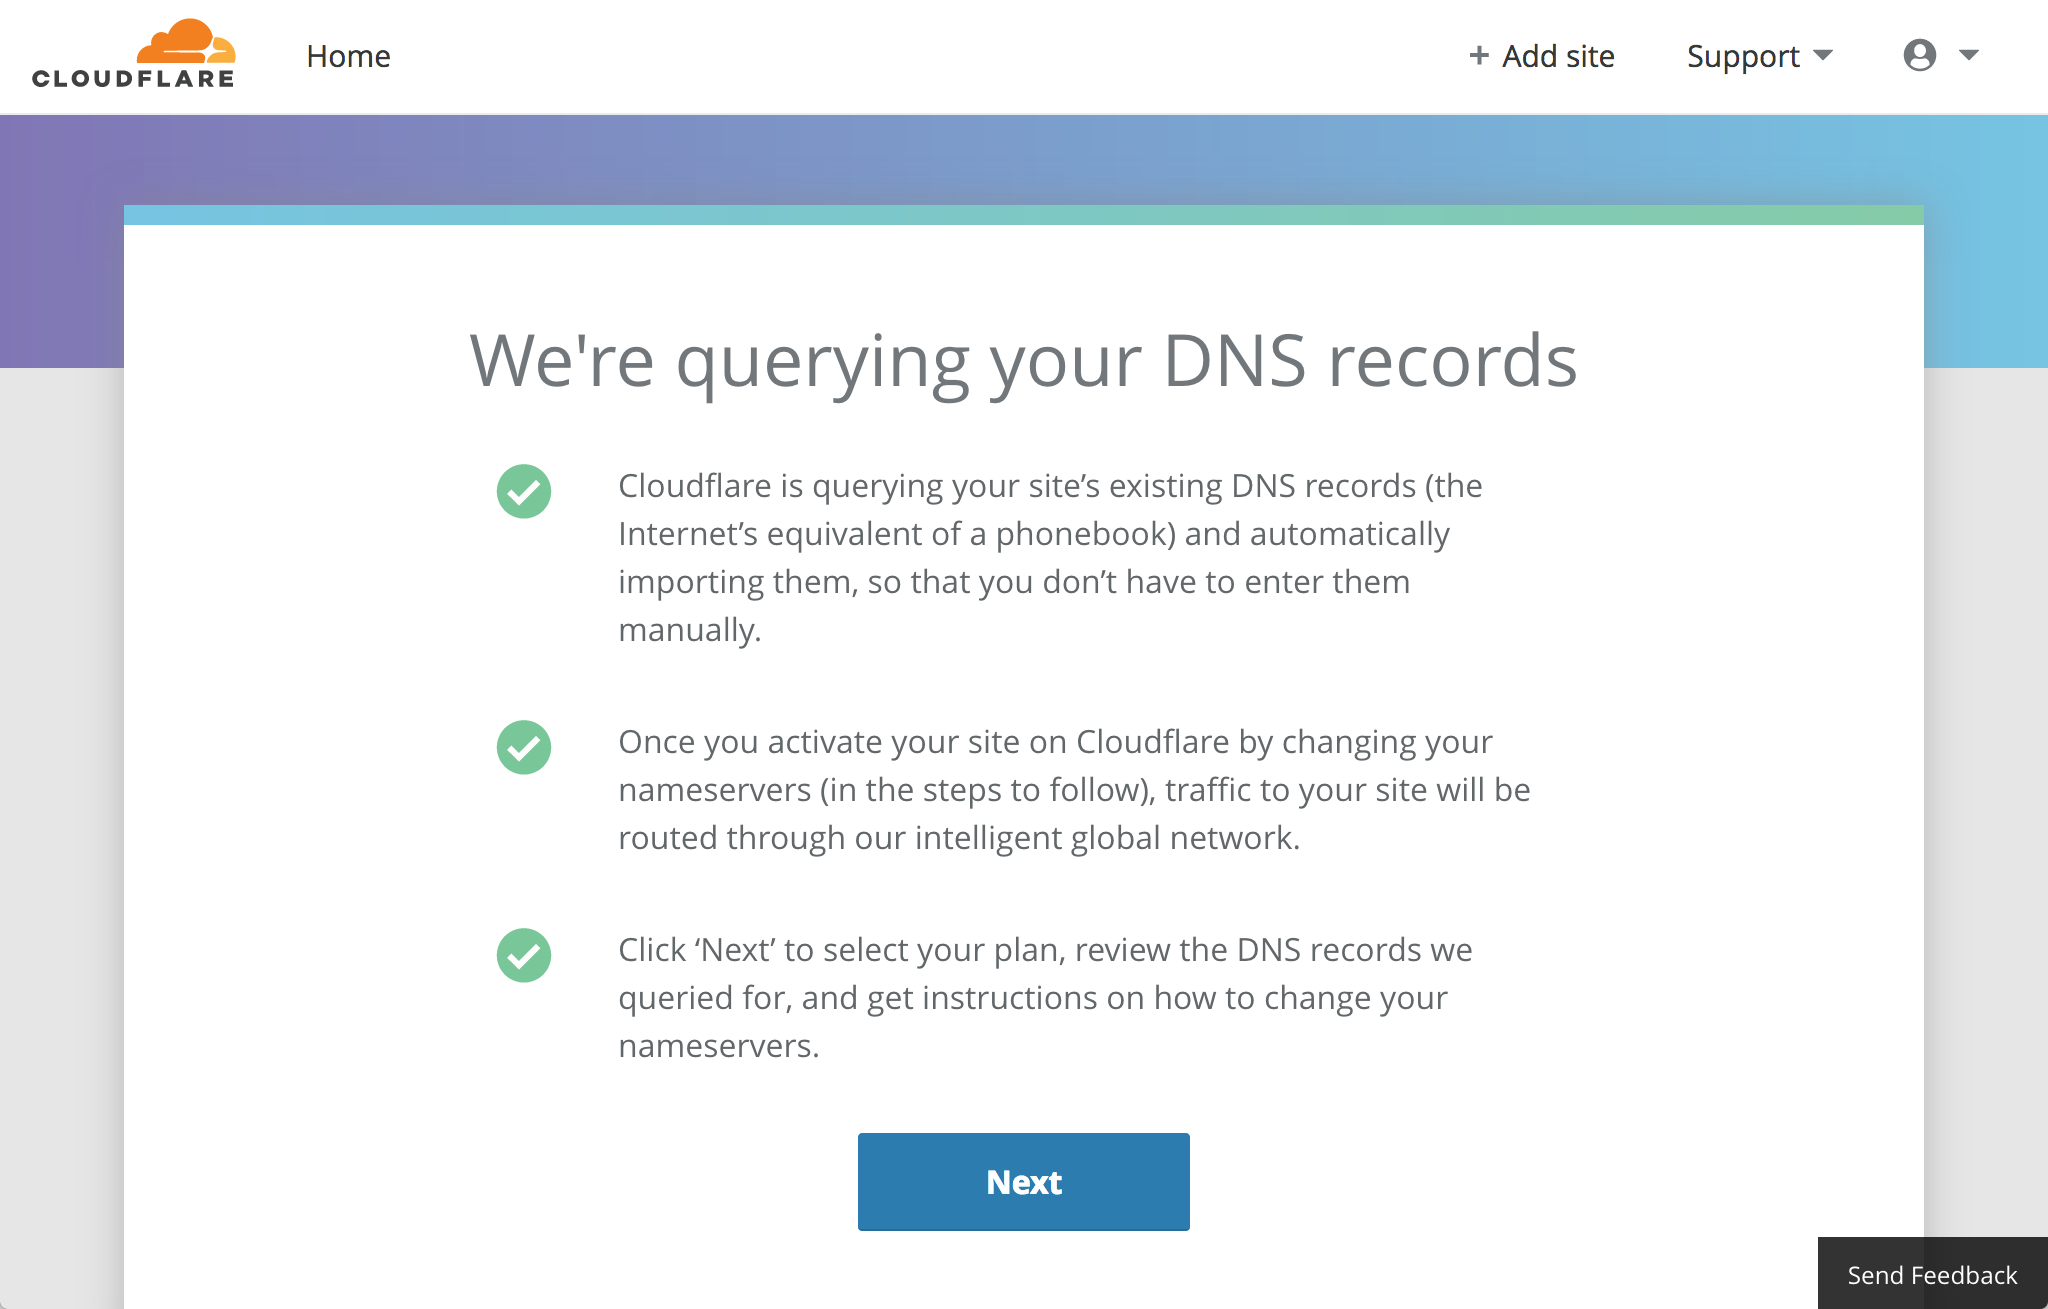 CLOUDFLARE
Home
+ Add site
Support
We're querying your DNS records
Cloudflare is querying your site’s existing DNS records (the
Internet’s equivalent of a phonebook) and automatically
importing them, so that you don’t have to enter them
manually.
Once you activate your site on Cloudflare by changing your
nameservers (in the steps to follow), traffic to your site will be
routed through our intelligent global network.
Click ‘Next’ to select your plan, review the DNS records we
queried for, and get instructions on how to change your
nameservers.
Next
Send Feedback